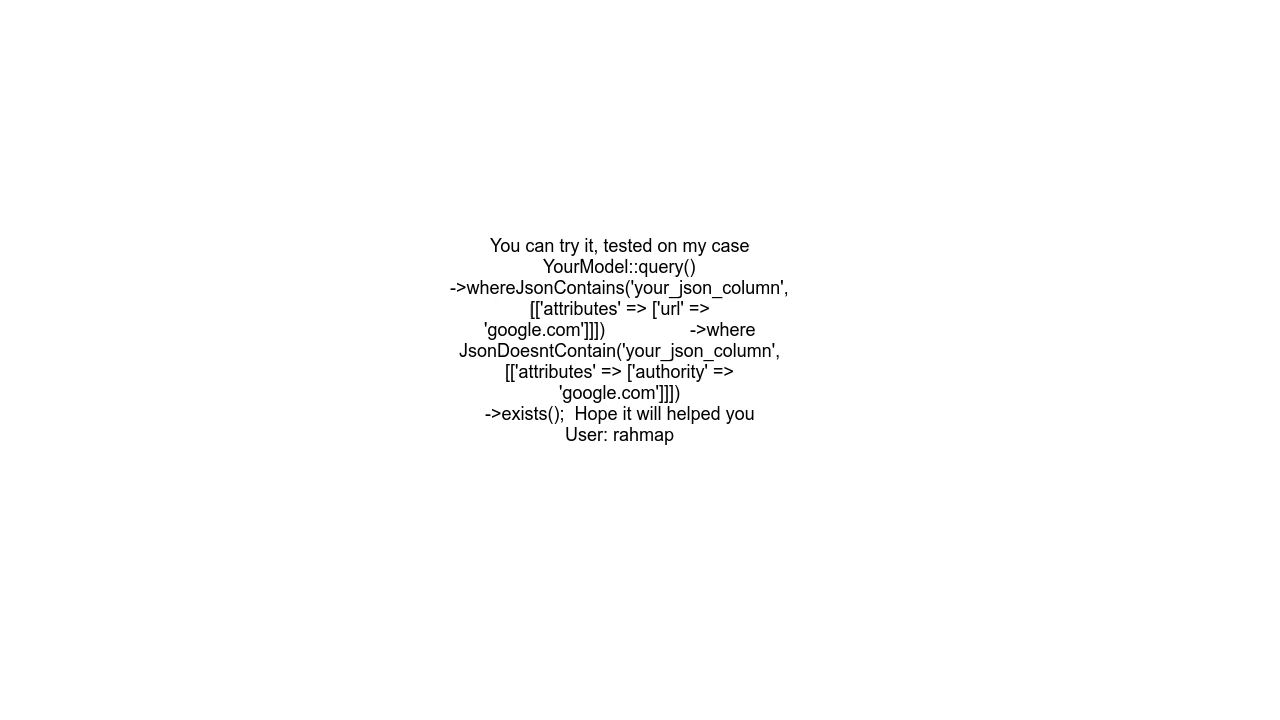 You can try it, tested on my case
YourModel::query()
->whereJsonContains('your_json_column',
[['attributes' => ['url' =>
'google.com']]])                 ->where
JsonDoesntContain('your_json_column',
[['attributes' => ['authority' =>
'google.com']]])
->exists();  Hope it will helped you
User: rahmap